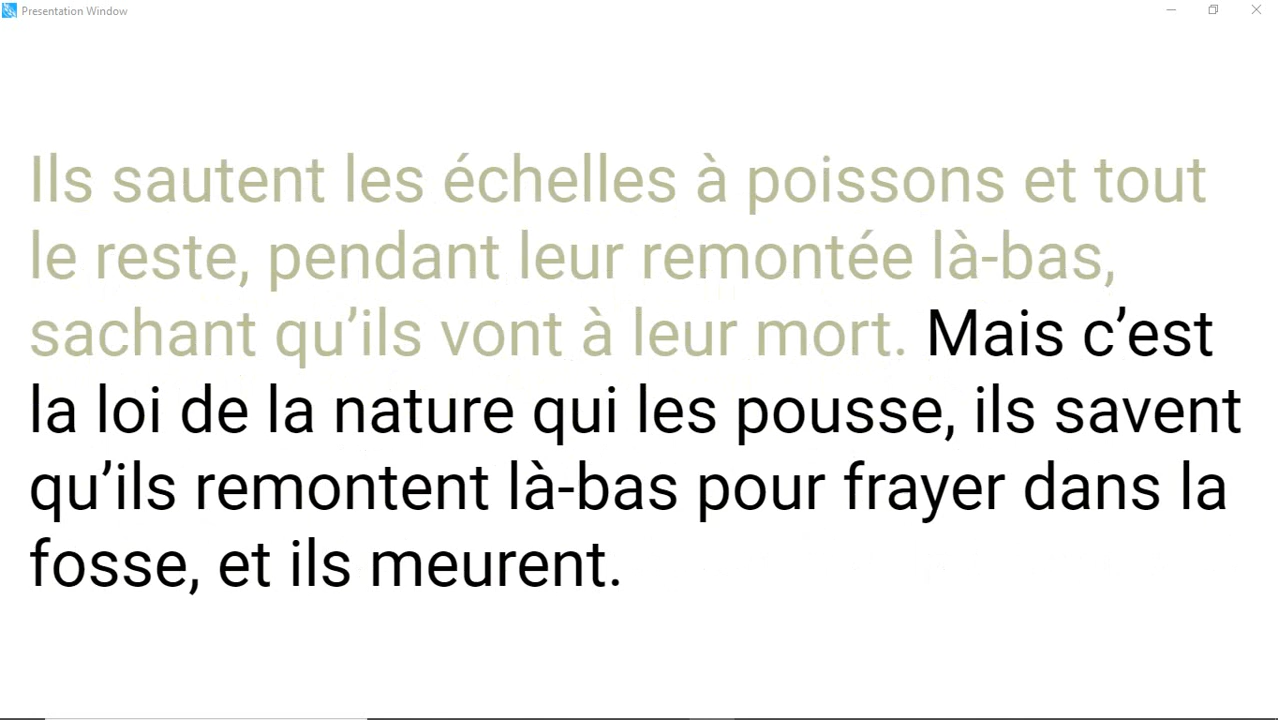 Presentation Window
Ils sautent les échelles à poissons et tout
le reste, pendant leur remontée là-bas,
sachant qu’ils vont à leur mort. Mais c’est
la loi de la nature qui les pousse, ils savent
qu’ils remontent là-bas pour frayer dans la
fosse, et ils meurent.